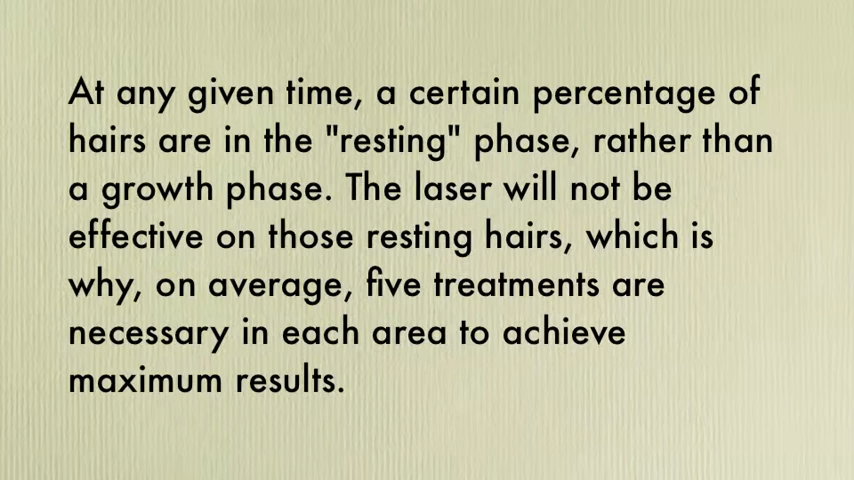 At any given time, a certain percentage of
hairs are in the "resting" phase, rather than
a growth phase. The laser will not be
effective on those resting hairs, which is
why, on average, five treatments are
necessary in each area to achieve
maximum results.